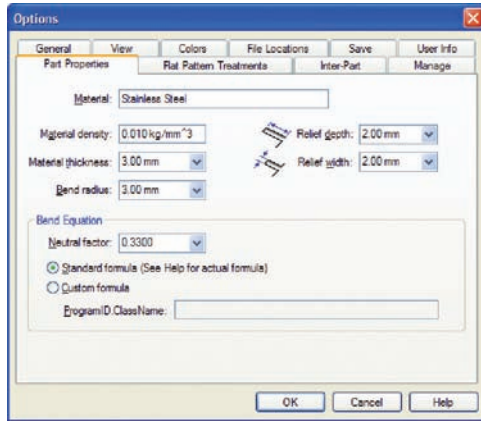 Options
General View Colors File Locations Save User Info
Part Properties Flat Pattern Treatments Inter-Part Manage
Material: Stainless Steel
Material density: 0.010 kg/mm^3 Relief depth: 2.00 mm
Material thickness: 3.00 mm Relief width: 2.00 mm
Bend radius: 3.00 mm
Bend Equation
Neutral factor: 0.3300
Standard formula (See Help for actual formula)
Custom formula
ProgramID.ClassName:
OK Cancel Help